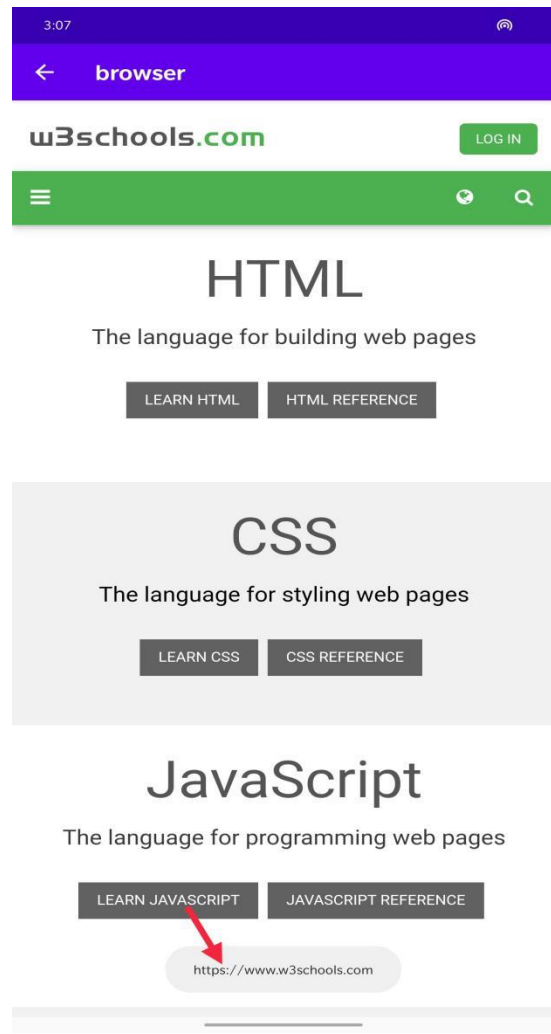 3:07
browser
w3schools.com
LOG IN
HTML
The language for building web pages
LEARN HTML HTML REFERENCE
CSS
The language for styling web pages
LEARN CSS CSS REFERENCE
JavaScript
The language for programming web pages
LEARN JAVASCRIPT JAVASCRIPT REFERENCE
https://www.w3schools.com